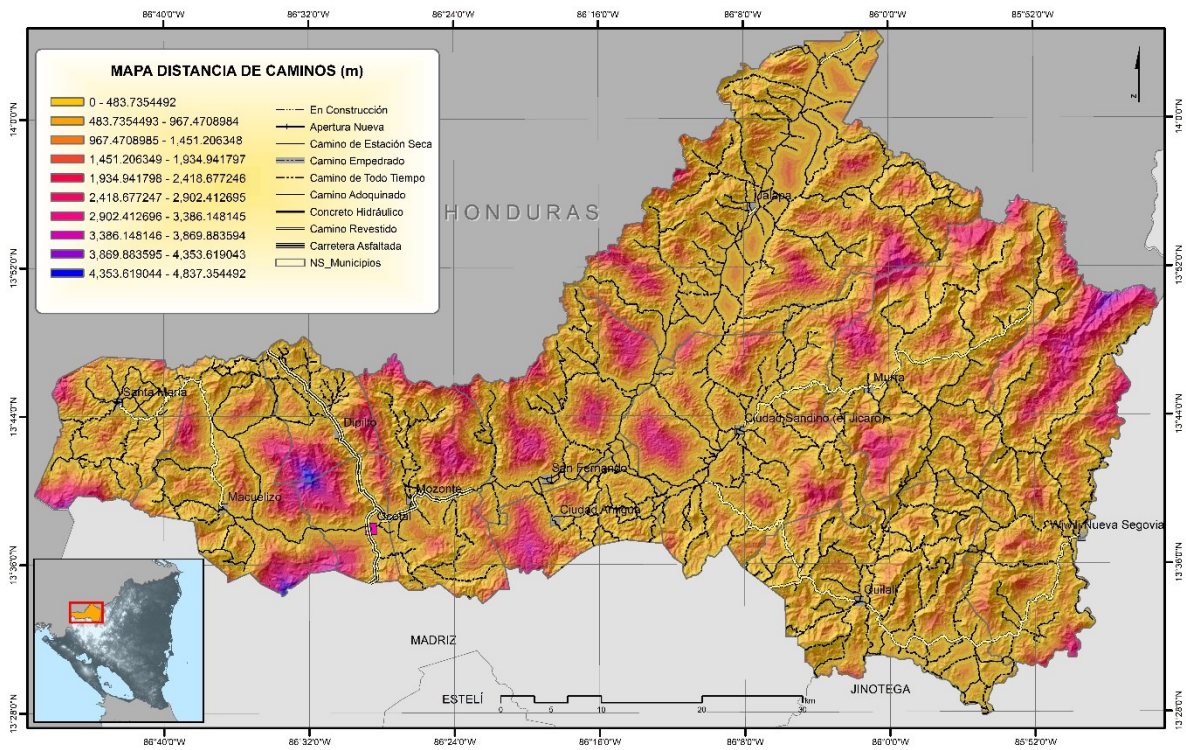 86°40'0"W 86°32'0"W 86°24'0"W 86°16'0"W 86°8'0"W 86°0'0"W 85°52'0"W
MAPA DISTANCIA DE CAMINOS (m)
0 - 483.7354492
483.7354493 - 967.4708984
967.4708985 - 1,451.206348
1,451.206349 - 1,934.941797
1,934.941798 - 2,418.677246
2,418.677247 - 2,902.412695
2,902.412696 - 3,386.148145
3,386.148146 - 3,869.883594
3,869.883595 - 4,353.619043
4,353.619044 - 4,837.354492
En Construcción
Apertura Nueva
Camino de Estación Seca
Camino Empedrado
Camino de Todo Tiempo
Camino Adoquinado
Concreto Hidráulico
Camino Revestido
Carretera Asfaltada
NS_Municipios
Z
14°0'0"N 14°0'0"N
HONDURAS
Jalapa
13°52'0"N 13°52'0"N
Santa María
Murra
13°44'0"N 13°44'0"N
Dipilto
Ciudad Sandino (El Jícaro)
San Fernando
Mozonte
Macuelizo
Ciudad Antigua
Ocotal
Wiwilí Nueva Segovia
13°36'0"N 13°36'0"N
Quilalí
MADRIZ
JINOTEGA
ESTELÍ
0 5 10 20 30 km
13°28'0"N 13°28'0"N
86°40'0"W 86°32'0"W 86°24'0"W 86°16'0"W 86°8'0"W 86°0'0"W 85°52'0"W